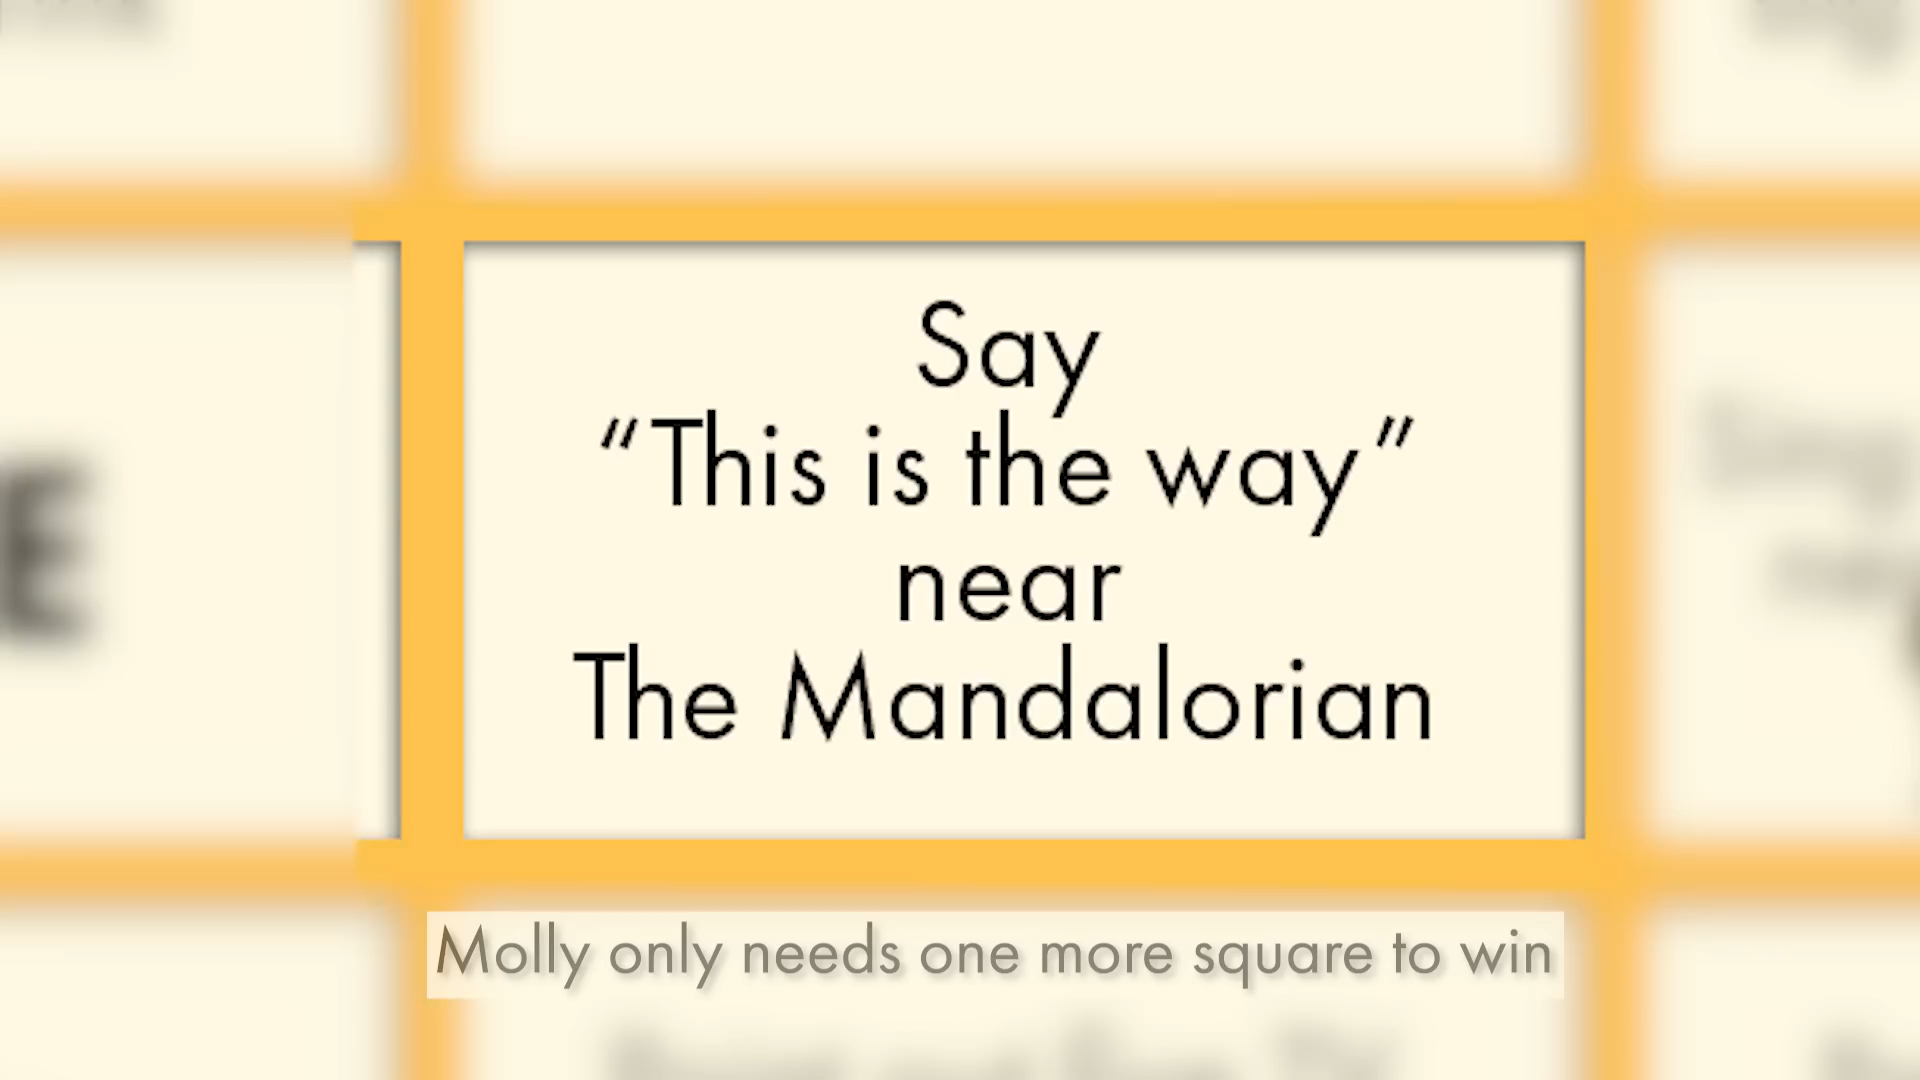 Say
“This is the way”
near
The Mandalorian
E
Molly only needs one more square to win